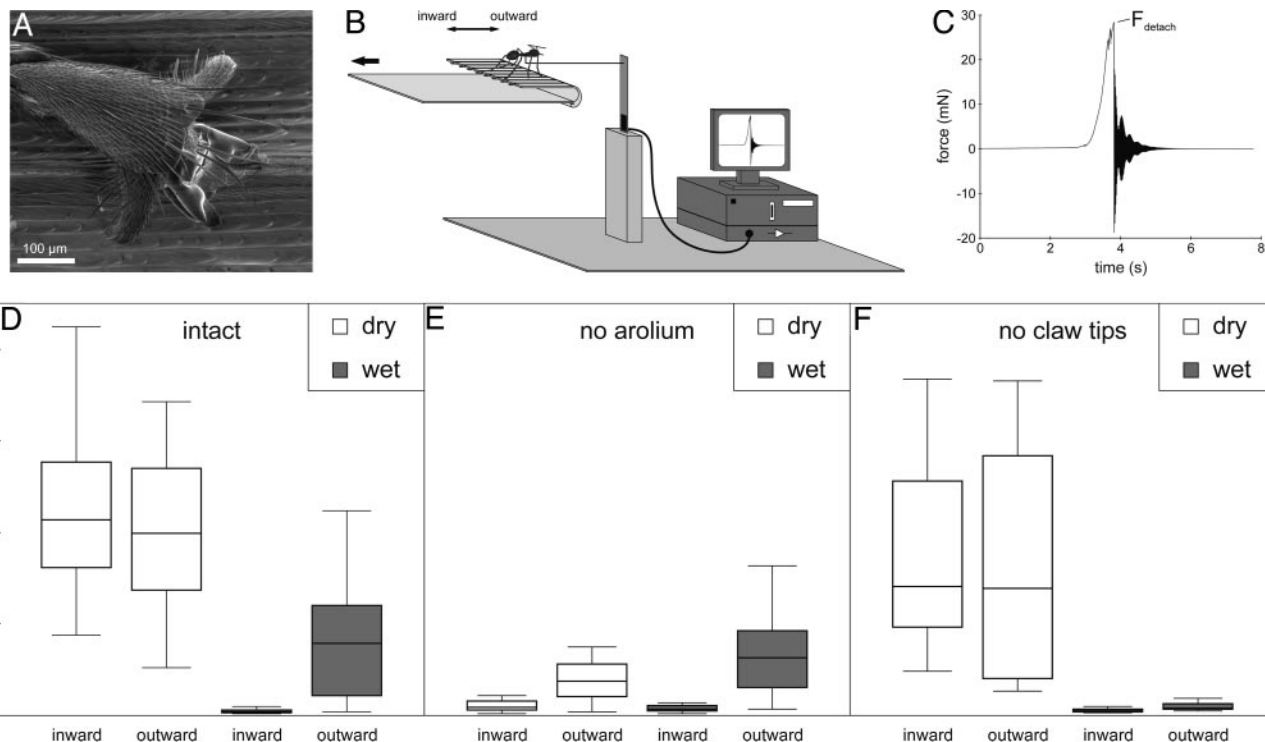 A
100 µm
B
inward outward
C
30
20
10
0
-10
-20
force (mN)
F detach
0 2 4 6 8
time (s)
D
intact
dry
wet
inward outward inward outward
E
no arolium
dry
wet
inward outward inward outward
F
no claw tips
dry
wet
inward outward inward outward